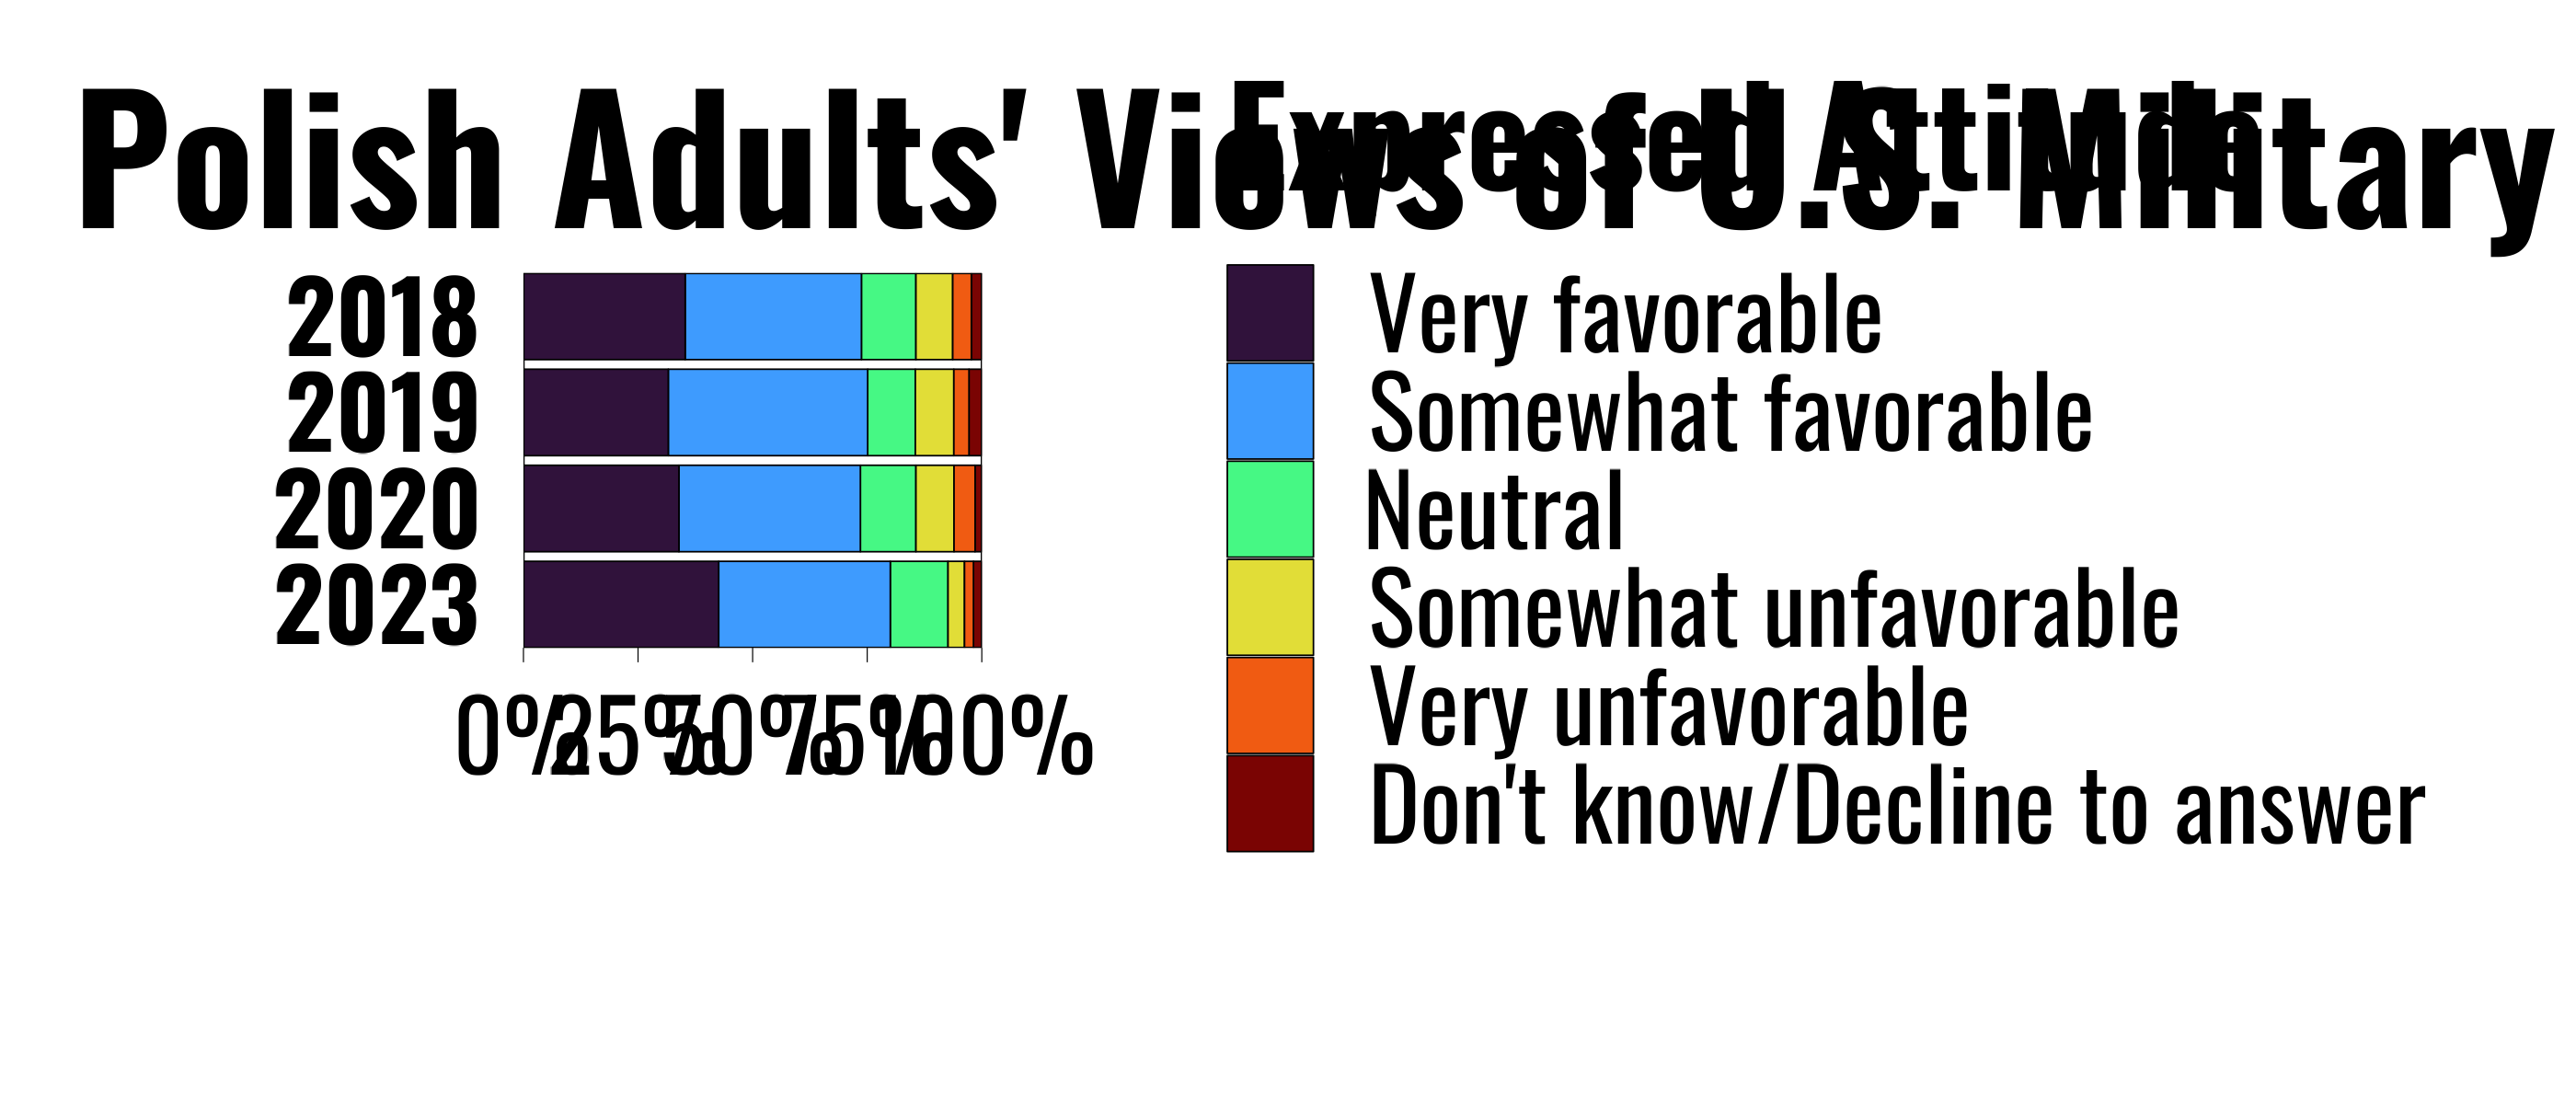 Polish Adults' Views of U.S. Military
Expressed Attitude
2018
2019
2020
2023
0% 25% 50% 75% 100%
Very favorable
Somewhat favorable
Neutral
Somewhat unfavorable
Very unfavorable
Don't know/Decline to answer